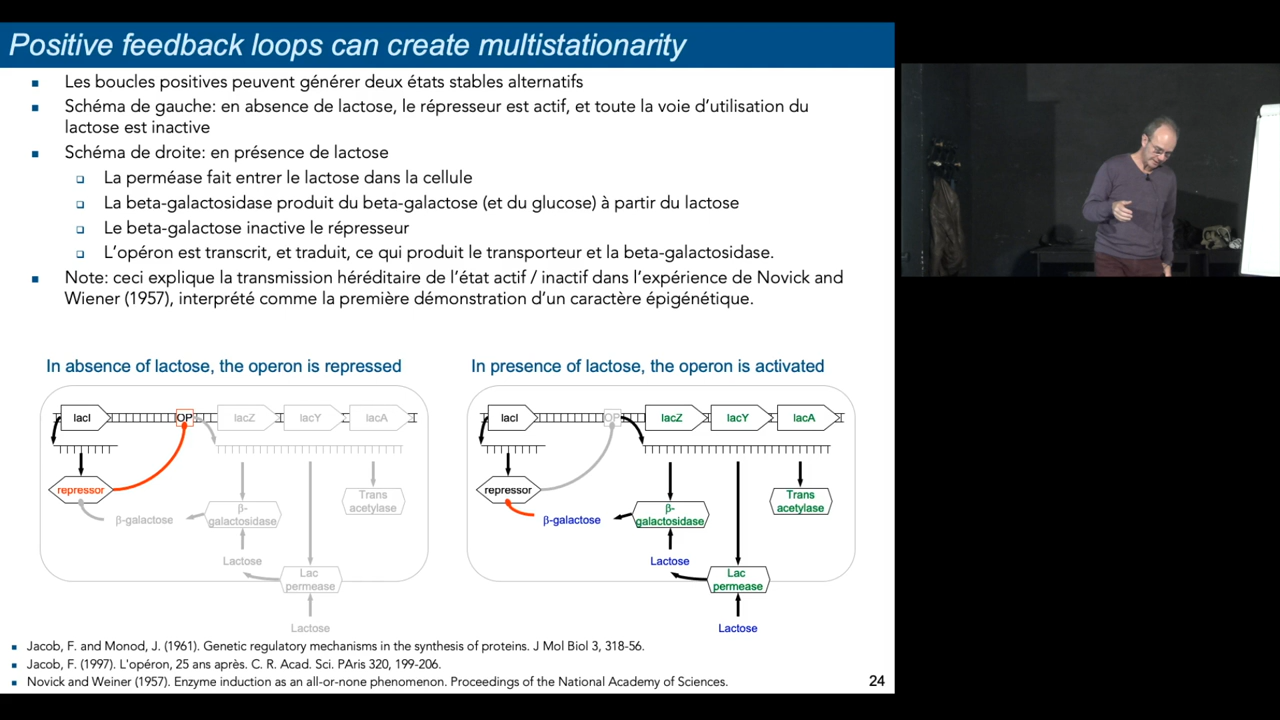 Positive feedback loops can create multistationarity
Les boucles positives peuvent générer deux états stables alternatifs
Schéma de gauche: en absence de lactose, le répresseur est actif, et toute la voie d’utilisation du
lactose est inactive
Schéma de droite: en présence de lactose
La perméase fait entrer le lactose dans la cellule
La beta-galactosidase produit du beta-galactose (et du glucose) à partir du lactose
Le beta-galactose inactive le répresseur
L’opéron est transcrit, et traduit, ce qui produit le transporteur et la beta-galactosidase.
Note: ceci explique la transmission héréditaire de l’état actif / inactif dans l’expérience de Novick and
Wiener (1957), interprété comme la première démonstration d’un caractère épigénétique.
In absence of lactose, the operon is repressed
lacI
OP
lacZ
lacY
lacA
repressor
β-galactose
β-
galactosidase
Trans
acetylase
Lactose
Lac
permease
Lactose
In presence of lactose, the operon is activated
lacI
OP
lacZ
lacY
lacA
repressor
β-galactose
β-
galactosidase
Trans
acetylase
Lactose
Lac
permease
Lactose
Jacob, F. and Monod, J. (1961). Genetic regulatory mechanisms in the synthesis of proteins. J Mol Biol 3, 318-56.
Jacob, F. (1997). L'opéron, 25 ans après. C. R. Acad. Sci. PAris 320, 199-206.
Novick and Weiner (1957). Enzyme induction as an all-or-none phenomenon. Proceedings of the National Academy of Sciences.
24